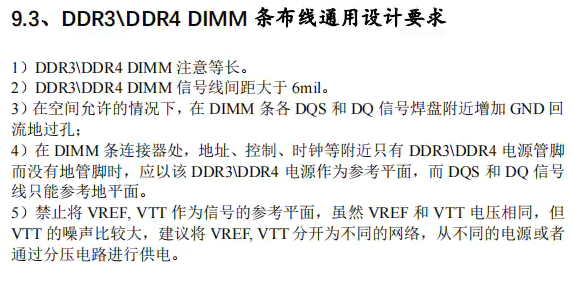 9.3、DDR3\DDR4 DIMM 条布线通用设计要求
1）DDR3\DDR4 DIMM 注意等长。
2）DDR3\DDR4 DIMM 信号线间距大于 6mil。
3）在空间允许的情况下，在 DIMM 条各 DQS 和 DQ 信号焊盘附近增加 GND 回
流地过孔；
4）在 DIMM 条连接器处，地址、控制、时钟等附近只有 DDR3\DDR4 电源管脚
而没有地管脚时，应以该 DDR3\DDR4 电源作为参考平面，而 DQS 和 DQ 信号
线只能参考地平面。
5）禁止将 VREF, VTT 作为信号的参考平面，虽然 VREF 和 VTT 电压相同，但
VTT 的噪声比较大，建议将 VREF, VTT 分开为不同的网络，从不同的电源或者
通过分压电路进行供电。